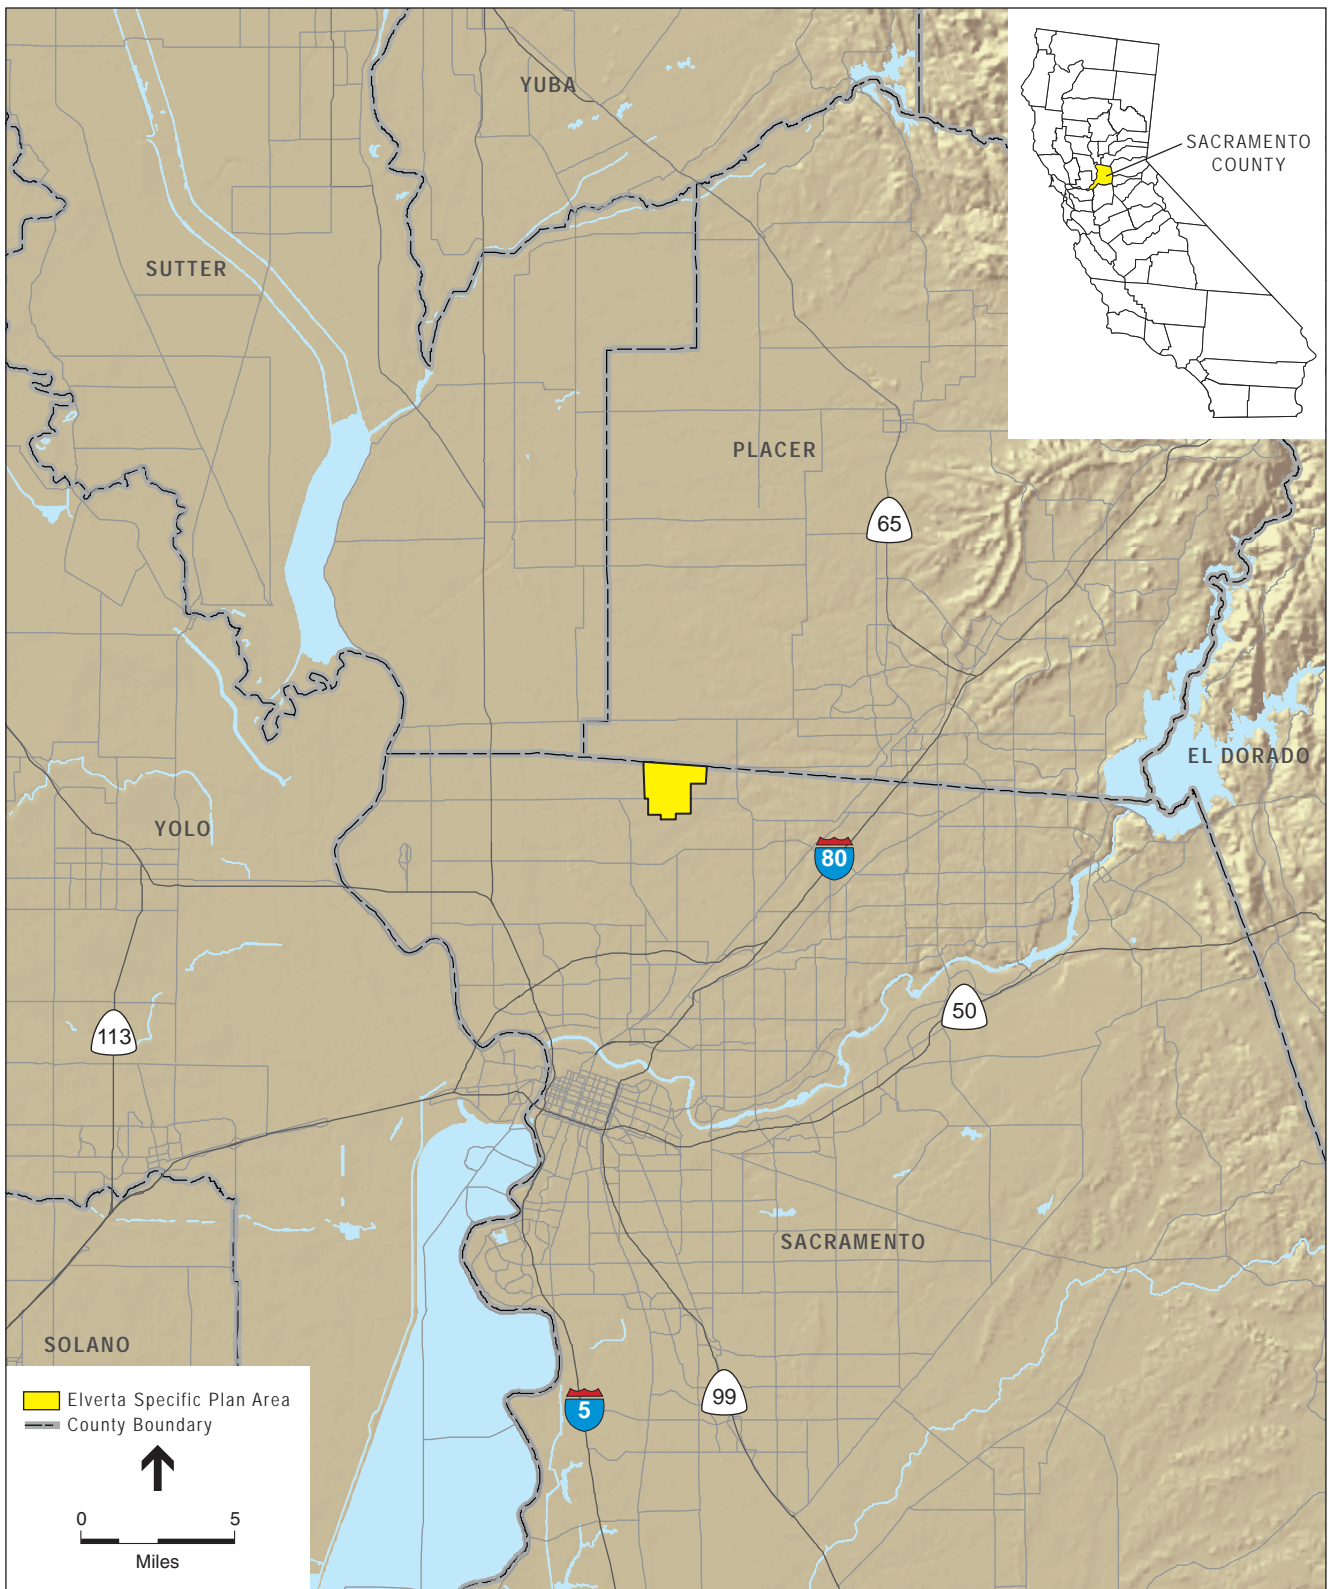 YUBA
SACRAMENTO
COUNTY
SUTTER
PLACER
65
EL DORADO
YOLO
80
50
113
SACRAMENTO
SOLANO
Elverta Specific Plan Area
County Boundary
99
5
0 5
Miles